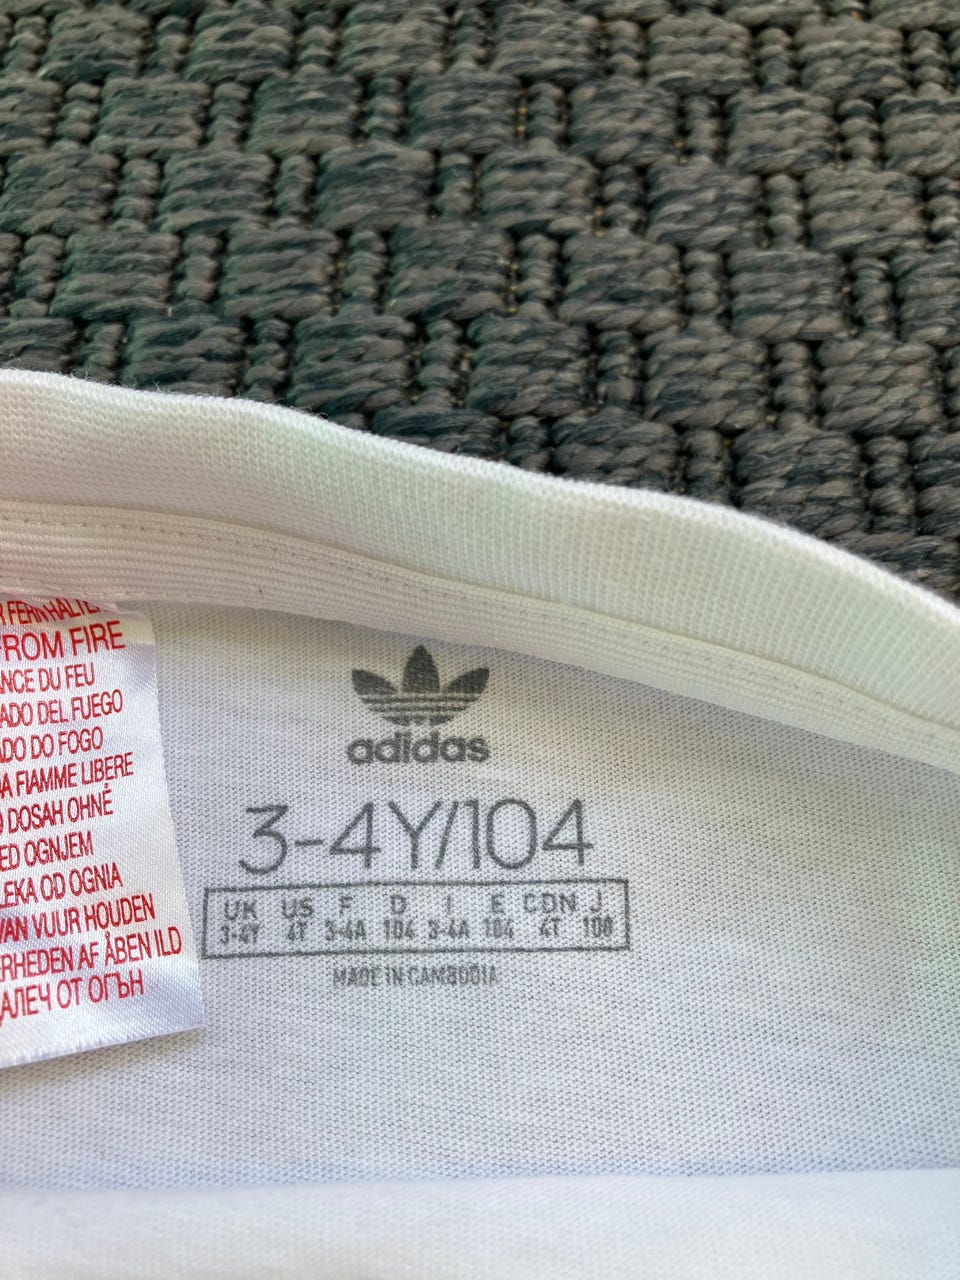 FERN HALTEN
FROM FIRE
DU FEU
DEL FUEGO
DO FOGO
FIAMME LIBERE
DOSAH OHNĚ
OGNJEM
OD OGNIA
VAN VUUR HOUDEN
AF ÅBEN ILD
ОТ ОГЪН
adidas
3-4Y/104
UK US F D I E CDN J
3-4Y 4T 3-4A 104 3-4A 104 4T 100
MADE IN CAMBODIA